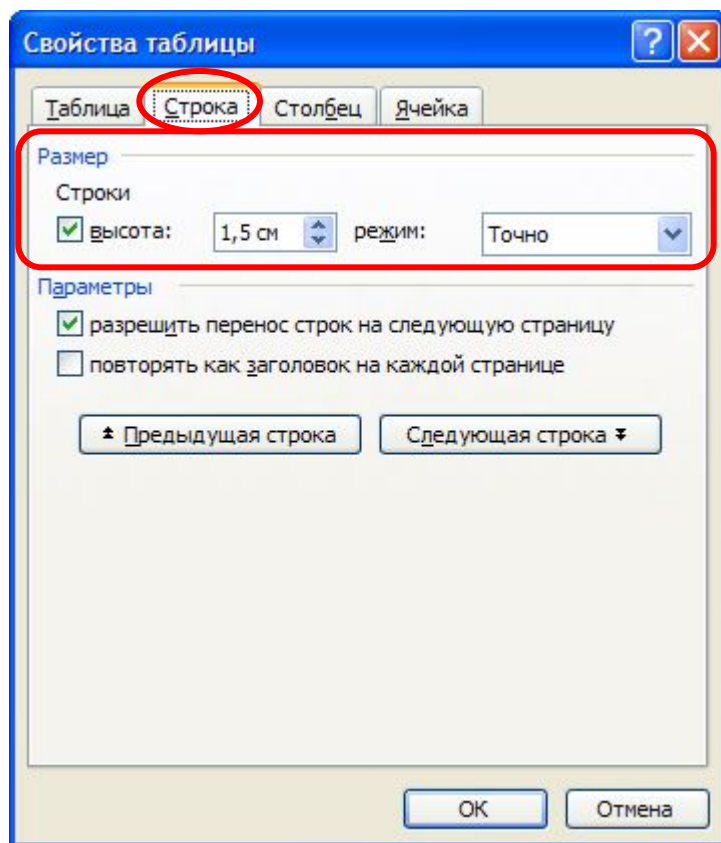 Свойства таблицы
Таблица Строка Столбец Ячейка
Размер
Строки
высота: 1,5 см режим: Точно
Параметры
разрешить перенос строк на следующую страницу
повторять как заголовок на каждой странице
Предыдущая строка Следующая строка
ОК Отмена